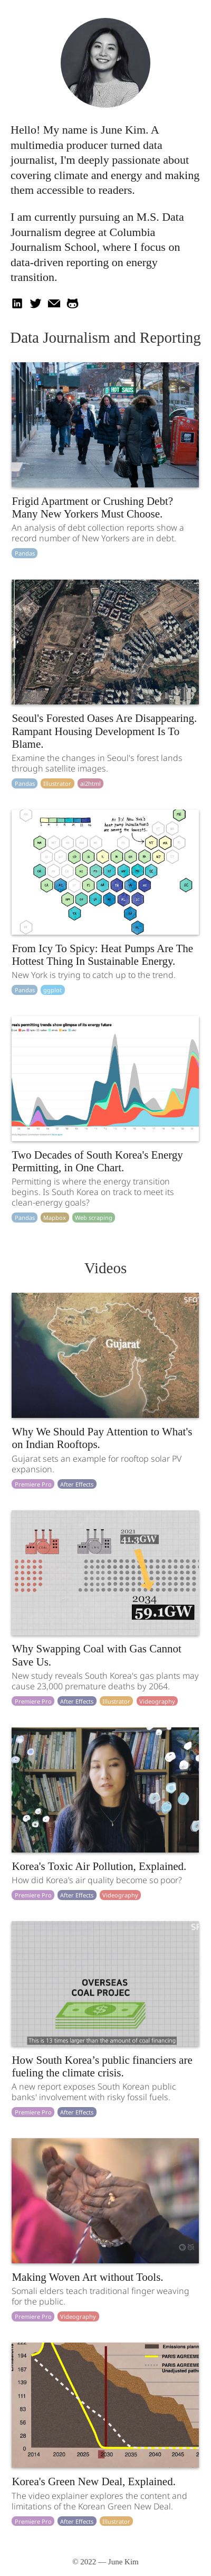 Hello! My name is June Kim. A
multimedia producer turned data
journalist, I'm deeply passionate about
covering climate and energy and making
them accessible to readers.
I am currently pursuing an M.S. Data
Journalism degree at Columbia
Journalism School, where I focus on
data-driven reporting on energy
transition.
Data Journalism and Reporting
Frigid Apartment or Crushing Debt?
Many New Yorkers Must Choose.
An analysis of debt collection reports show a
record number of New Yorkers are in debt.
Pandas
Seoul's Forested Oases Are Disappearing.
Rampant Housing Development Is To
Blame.
Examine the changes in Seoul's forest lands
through satellite images.
Pandas Illustrator ai2html
From Icy To Spicy: Heat Pumps Are The
Hottest Thing In Sustainable Energy.
New York is trying to catch up to the trend.
Pandas ggplot
Two Decades of South Korea's Energy
Permitting, in One Chart.
Permitting is where the energy transition
begins. Is South Korea on track to meet its
clean-energy goals?
Pandas Mapbox Web scraping
Videos
Gujarat
Why We Should Pay Attention to What's
on Indian Rooftops.
Gujarat sets an example for rooftop solar PV
expansion.
Premiere Pro After Effects
2021
41.3GW
2034
59.1GW
Why Swapping Coal with Gas Cannot
Save Us.
New study reveals South Korea's gas plants may
cause 23,000 premature deaths by 2064.
Premiere Pro After Effects Illustrator Videography
Korea's Toxic Air Pollution, Explained.
How did Korea's air quality become so poor?
Premiere Pro After Effects Videography
OVERSEAS
COAL PROJEC
This is 13 times larger than the amount of coal financing
How South Korea’s public financiers are
fueling the climate crisis.
A new report exposes South Korean public
banks' involvement with risky fossil fuels.
Premiere Pro After Effects
Making Woven Art without Tools.
Somali elders teach traditional finger weaving
for the public.
Premiere Pro Videography
222
194
167
139
111
83
56
28
0
2014 2020 2025 2030 2035 2040 2045
Emissions plann
PARIS AGREEME
PARIS AGREEME
Unadjusted path
Korea's Green New Deal, Explained.
The video explainer explores the content and
limitations of the Korean Green New Deal.
Premiere Pro After Effects Illustrator
© 2022 — June Kim